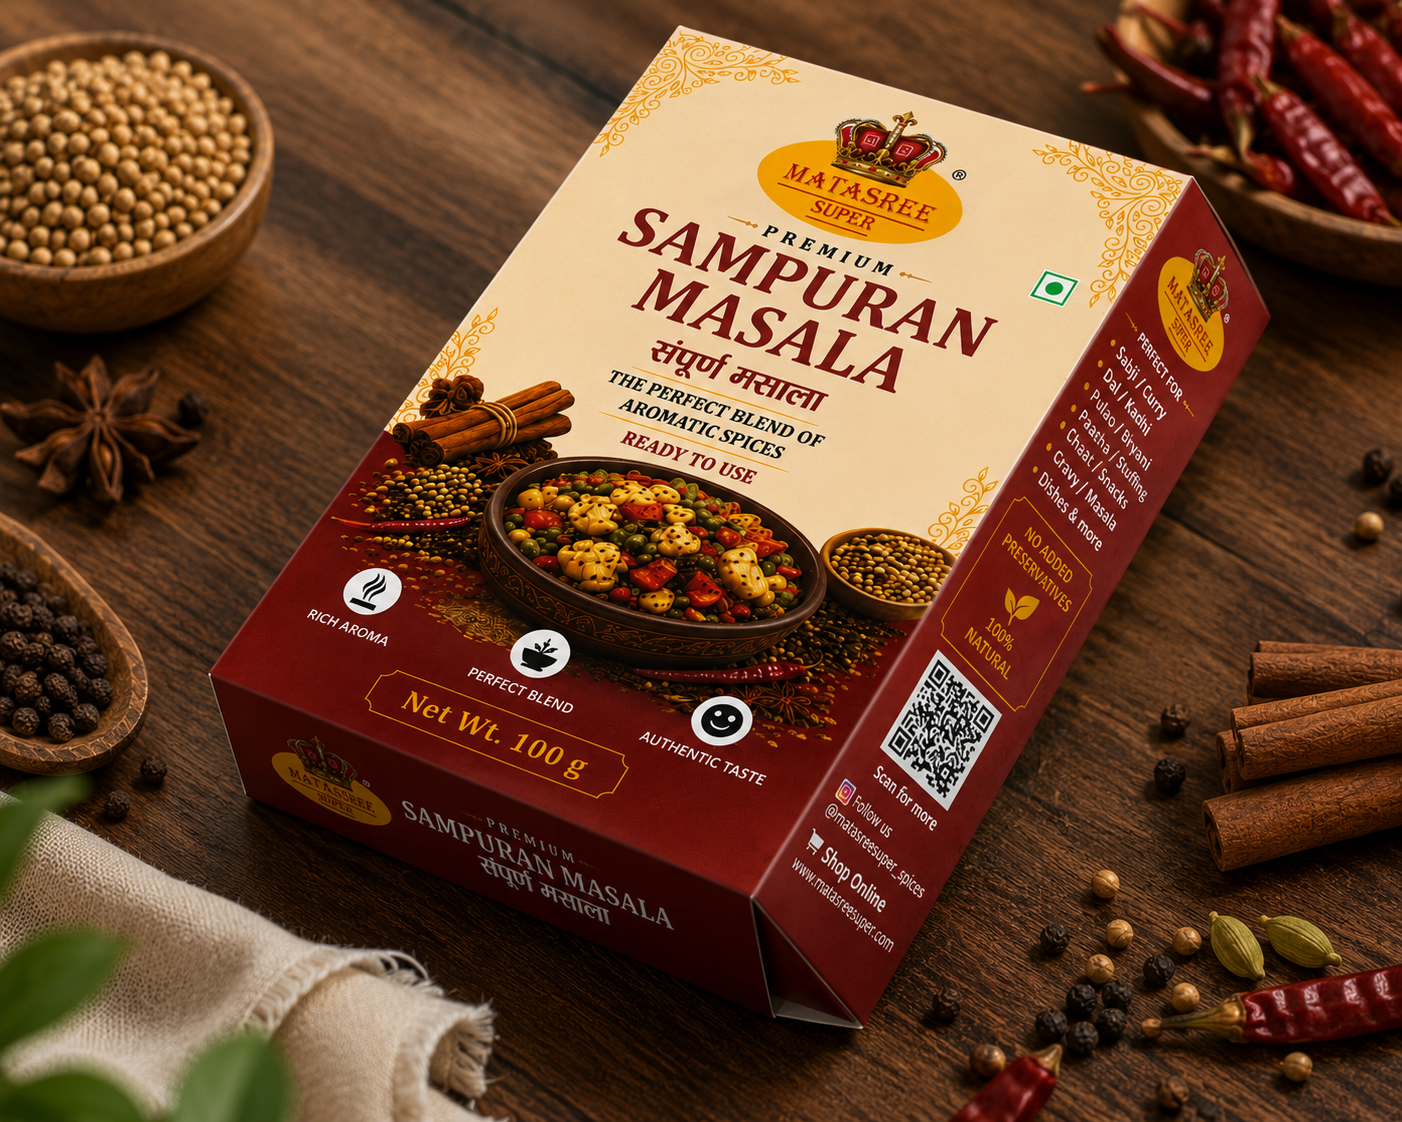 MATASREE
SUPER
®
PREMIUM
SAMPURAN
MASALA
संपूर्ण मसाला
THE PERFECT BLEND OF
AROMATIC SPICES
READY TO USE
RICH AROMA
PERFECT BLEND
AUTHENTIC TASTE
Net Wt. 100 g
MATASREE
SUPER
®
PREMIUM
SAMPURAN MASALA
संपूर्ण मसाला
MATASREE
SUPER
PERFECT FOR
Sabji / Curry
Dal / Kadhi
Pulao / Biryani
Paratha / Stuffing
Chaat / Snacks
Gravy / Masala
Dishes & more
NO ADDED
PRESERVATIVES
100%
NATURAL
Scan for more
Follow us
@matasreesuper_spices
Shop Online
www.matasreesuper.com